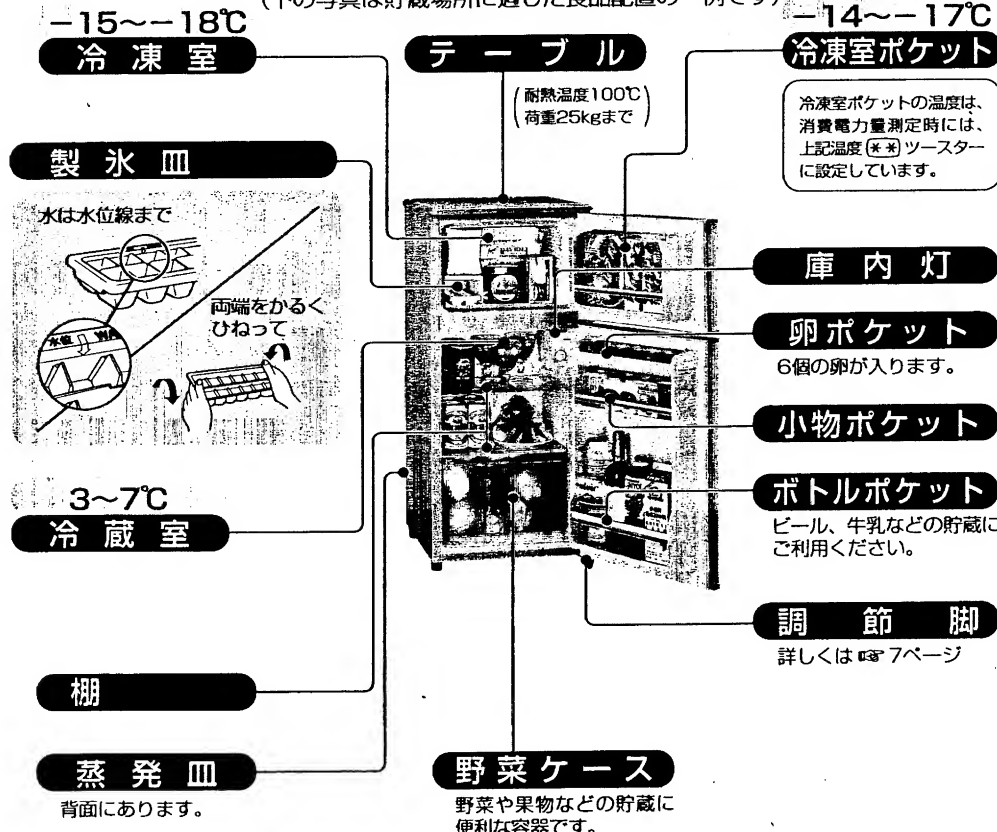 (下の写真は貯蔵場所に適した食品配置の一例です)
-15~-18℃
冷凍室
テーブル
(耐熱温度100℃
荷重25kgまで)
-14~-17℃
冷凍室ポケット
冷凍室ポケットの温度は、
消費電力量測定時には、
上記温度(**)ツースター
に設定しています。
製氷皿
水は水位線まで
水位
WA
両端をかるく
ひねって
庫内灯
卵ポケット
6個の卵が入ります。
小物ポケット
ボトルポケット
ビール、牛乳などの貯蔵に
ご利用ください。
3~7℃
冷蔵室
調節脚
詳しくは☞7ページ
棚
蒸発皿
背面にあります。
野菜ケース
野菜や果物などの貯蔵に
便利な容器です。